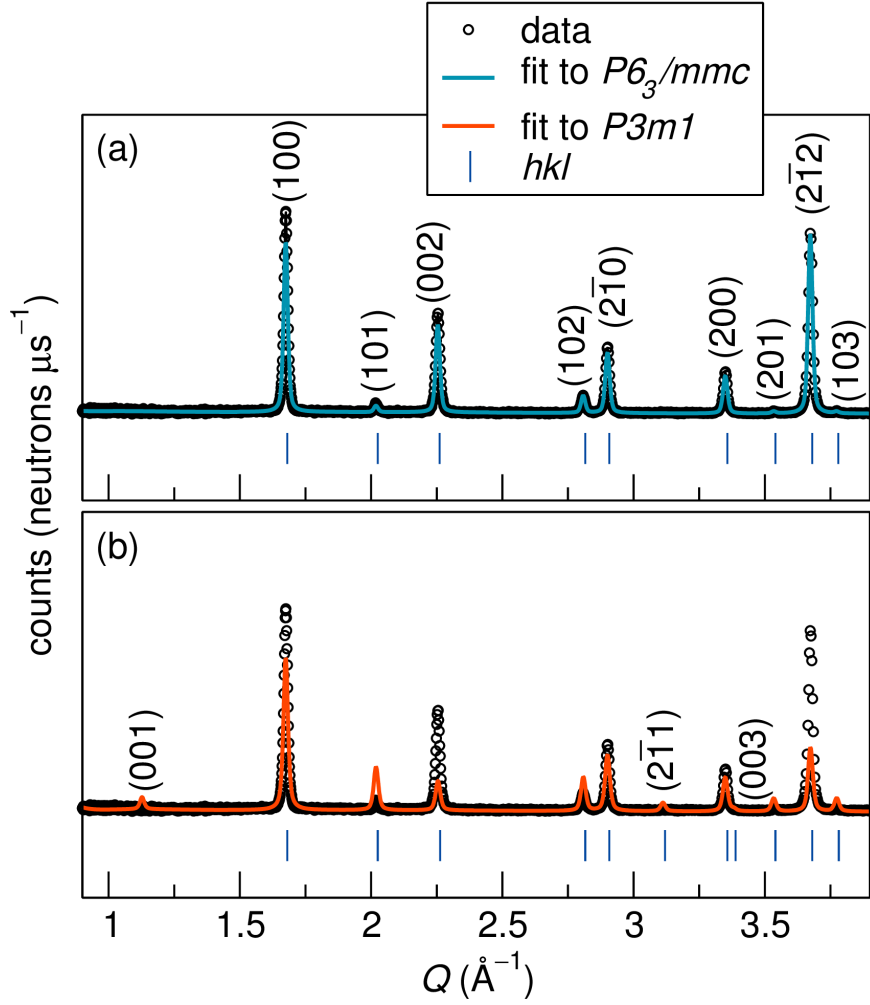 data
fit to P6₃/mmc
fit to P3m1
hkl
(a)
(100)
(101)
(002)
(102)
(21̅0)
(200)
(201)
(21̅2)
(103)
(b)
(001)
(21̅1)
(003)
counts (neutrons μs⁻¹)
1 1.5 2 2.5 3 3.5
Q (Å⁻¹)